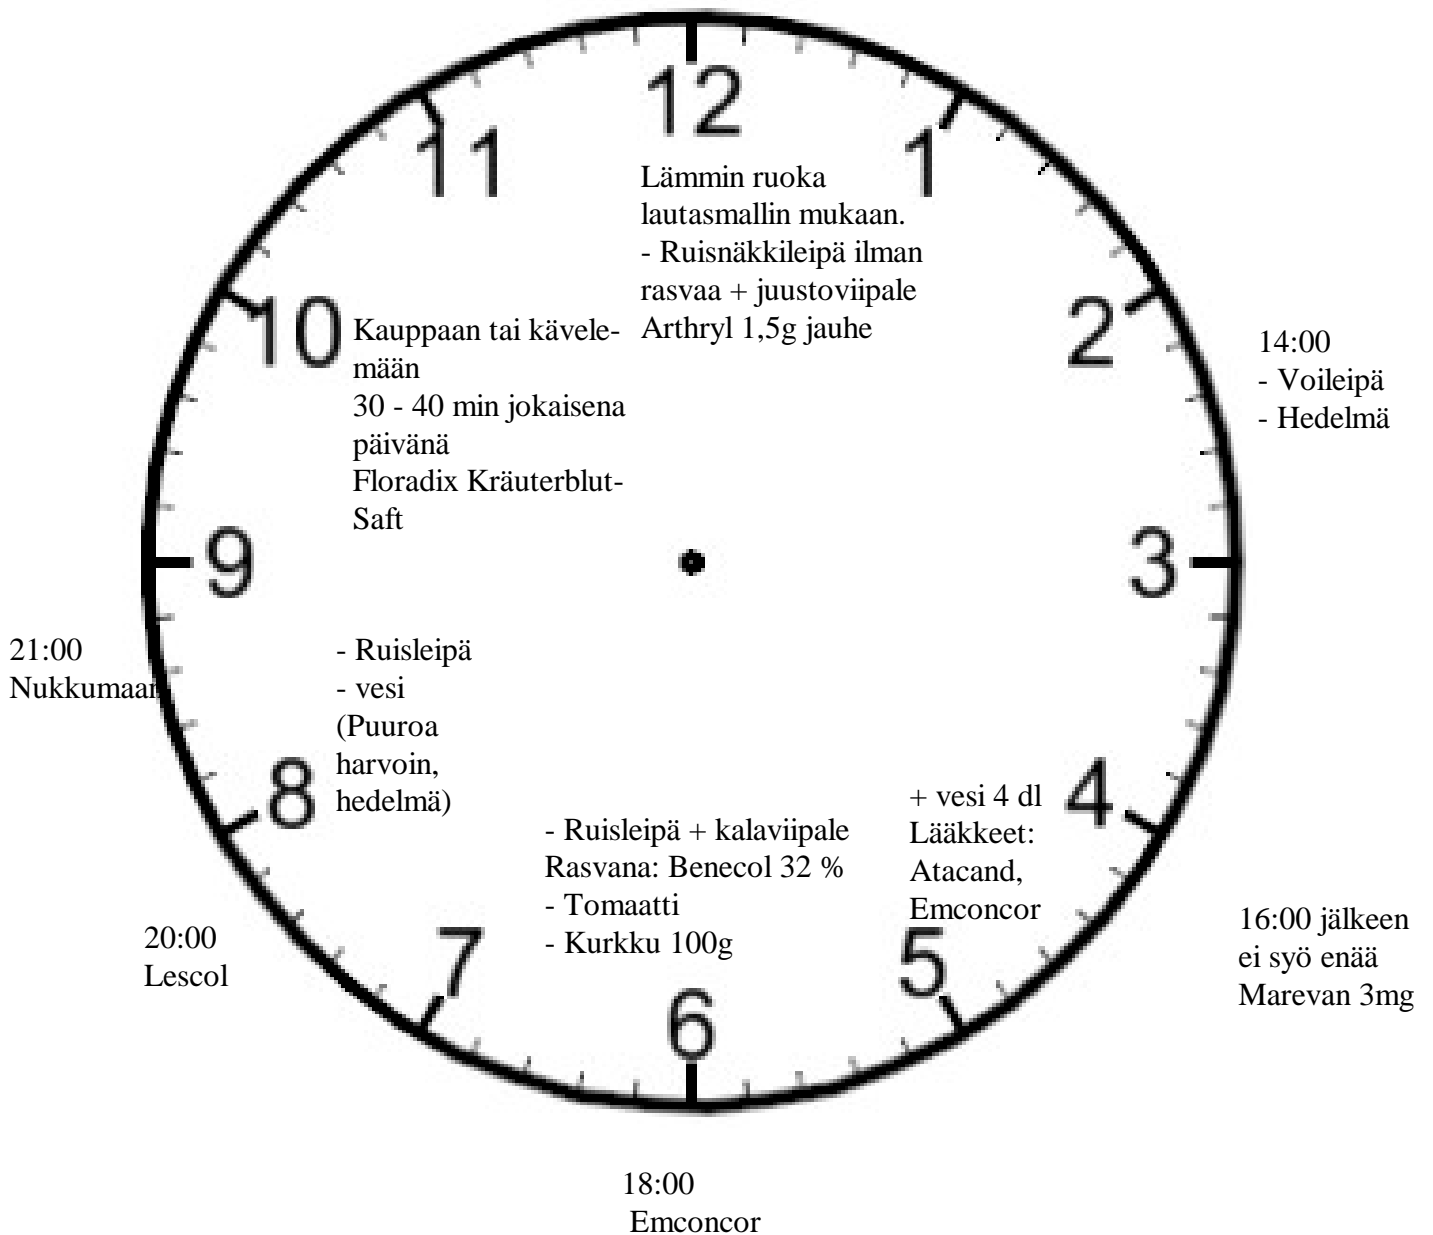 12
11
1
Lämmin ruoka
lautasmallin mukaan.
- Ruisnäkkileipä ilman
rasvaa + juustoviipale
Arthryl 1,5g jauhe
10
Kauppaan tai kävele-
mään
30 - 40 min jokaisena
päivänä
Floradix Kräuterblut-
Saft
2
14:00
- Voileipä
- Hedelmä
9
3
21:00
Nukkumaan
- Ruisleipä
- vesi
(Puuroa
harvoin,
hedelmä)
8
- Ruisleipä + kalaviipale
Rasvana: Benecol 32 %
- Tomaatti
- Kurkku 100g
+ vesi 4 dl
Lääkkeet:
Atacand,
Emconcor
4
16:00 jälkeen
ei syö enää
Marevan 3mg
20:00
Lescol
7
5
6
18:00
Emconcor